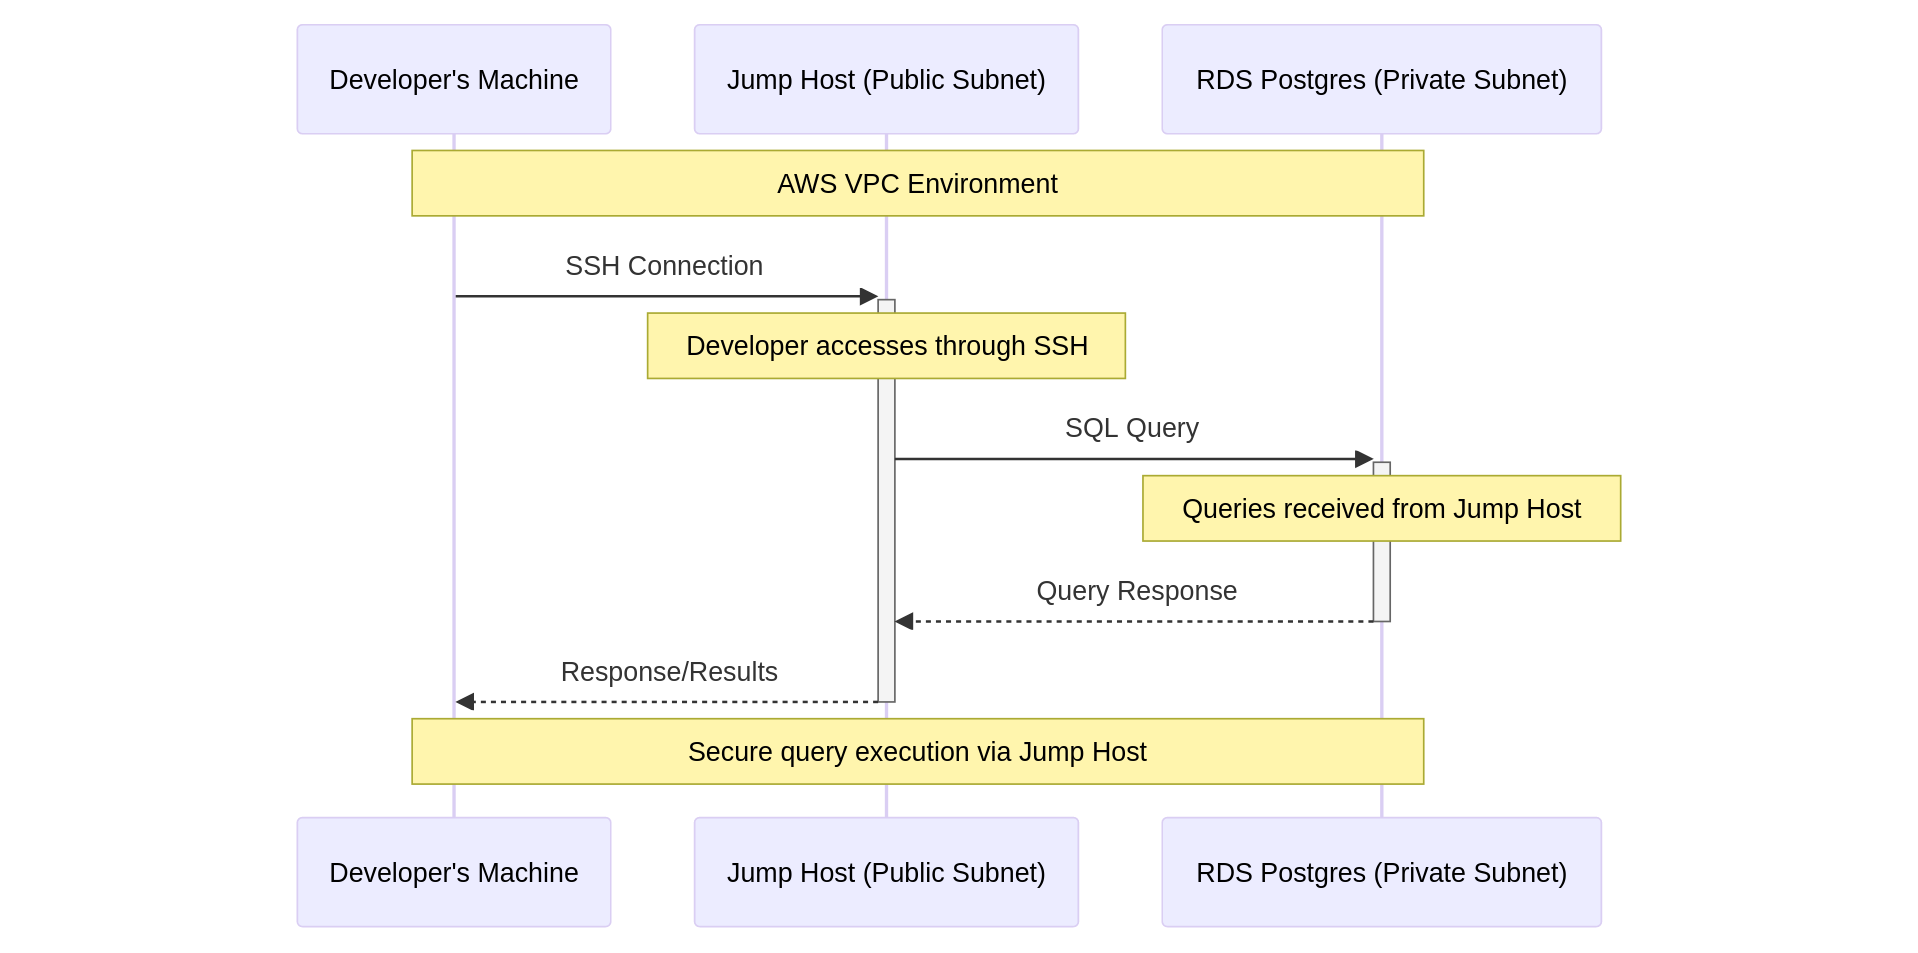 Developer's Machine
Jump Host (Public Subnet)
RDS Postgres (Private Subnet)
AWS VPC Environment
SSH Connection
Developer accesses through SSH
SQL Query
Queries received from Jump Host
Query Response
Response/Results
Secure query execution via Jump Host
Developer's Machine
Jump Host (Public Subnet)
RDS Postgres (Private Subnet)